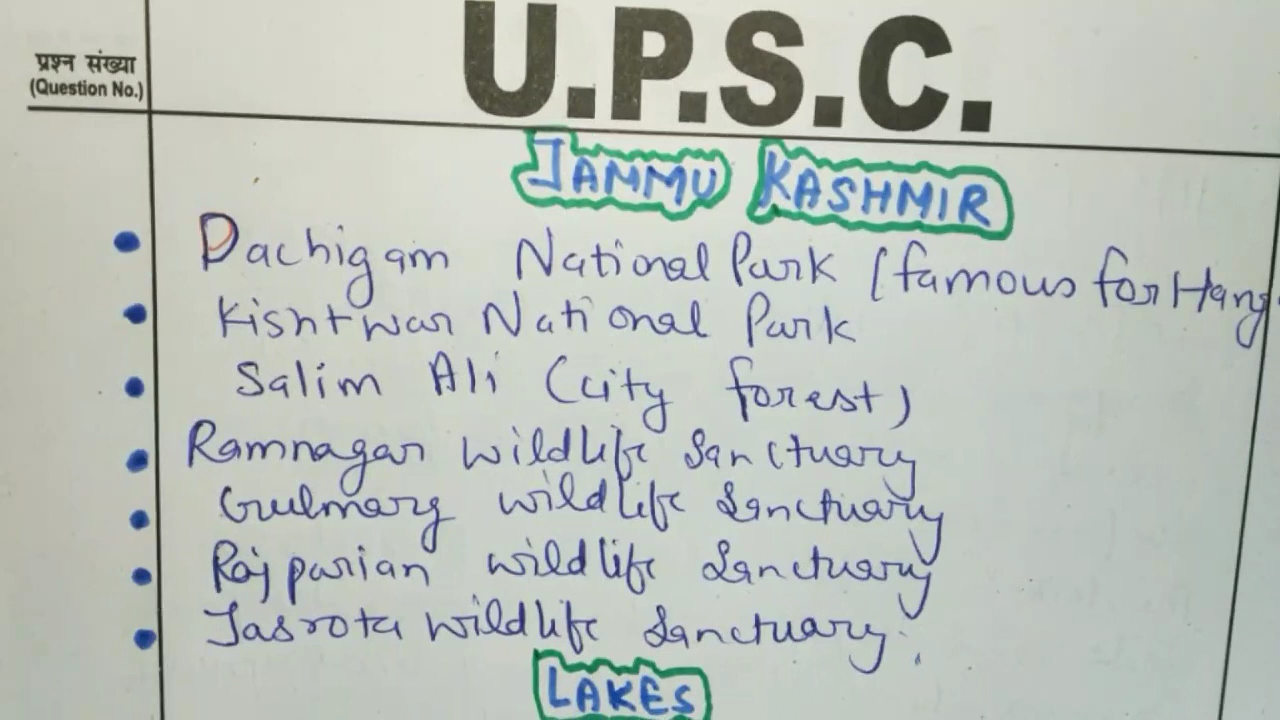 U.P.S.C.
प्रश्न संख्या
(Question No.)
JAMMU KASHMIR
Dachigam National Park (famous for Hang
Kishtwar National Park
Salim Ali (city forest)
Ramnagar wildlife Sanctuary
Gulmarg wildlife Sanctuary
Rajparian wildlife Sanctuary
Jasrota wildlife Sanctuary.
LAKES